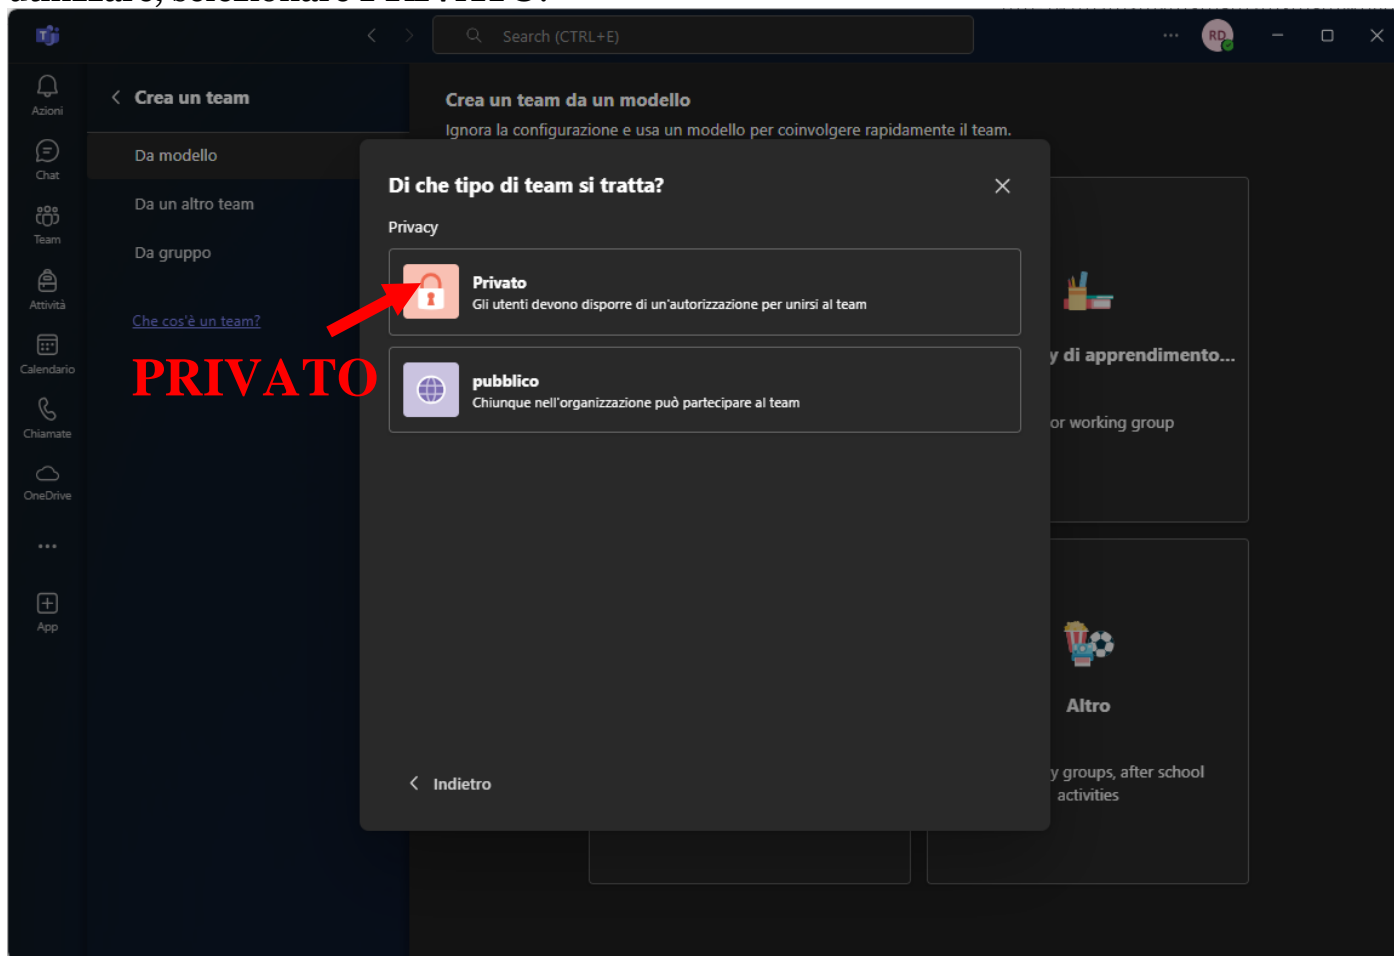 utilizzare, selezionare PRIVATO.
Search (CTRL+E)
RD
Azioni
Chat
Team
Attività
Calendario
Chiamate
OneDrive
App
Crea un team
Da modello
Da un altro team
Da gruppo
Che cos'è un team?
PRIVATO
Crea un team da un modello
Ignora la configurazione e usa un modello per coinvolgere rapidamente il team.
Di che tipo di team si tratta?
Privacy
Privato
Gli utenti devono disporre di un'autorizzazione per unirsi al team
pubblico
Chiunque nell'organizzazione può partecipare al team
Indietro
y di apprendimento...
or working group
Altro
y groups, after school
activities